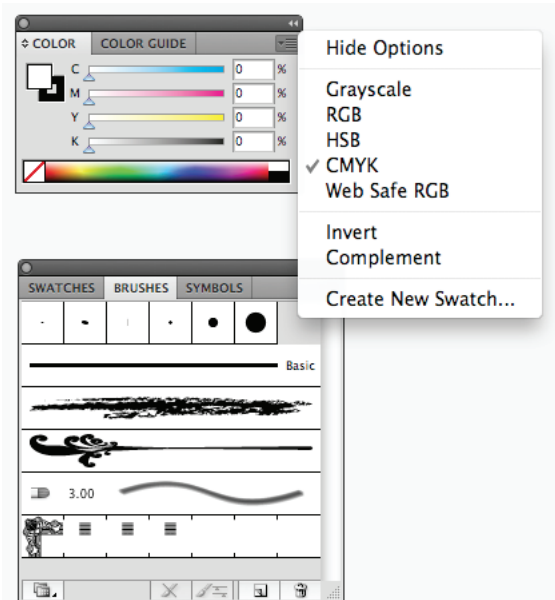 COLOR COLOR GUIDE
C 0 %
M 0 %
Y 0 %
K 0 %
Hide Options
Grayscale
RGB
HSB
CMYK
Web Safe RGB
Invert
Complement
Create New Swatch...
SWATCHES BRUSHES SYMBOLS
Basic
3.00